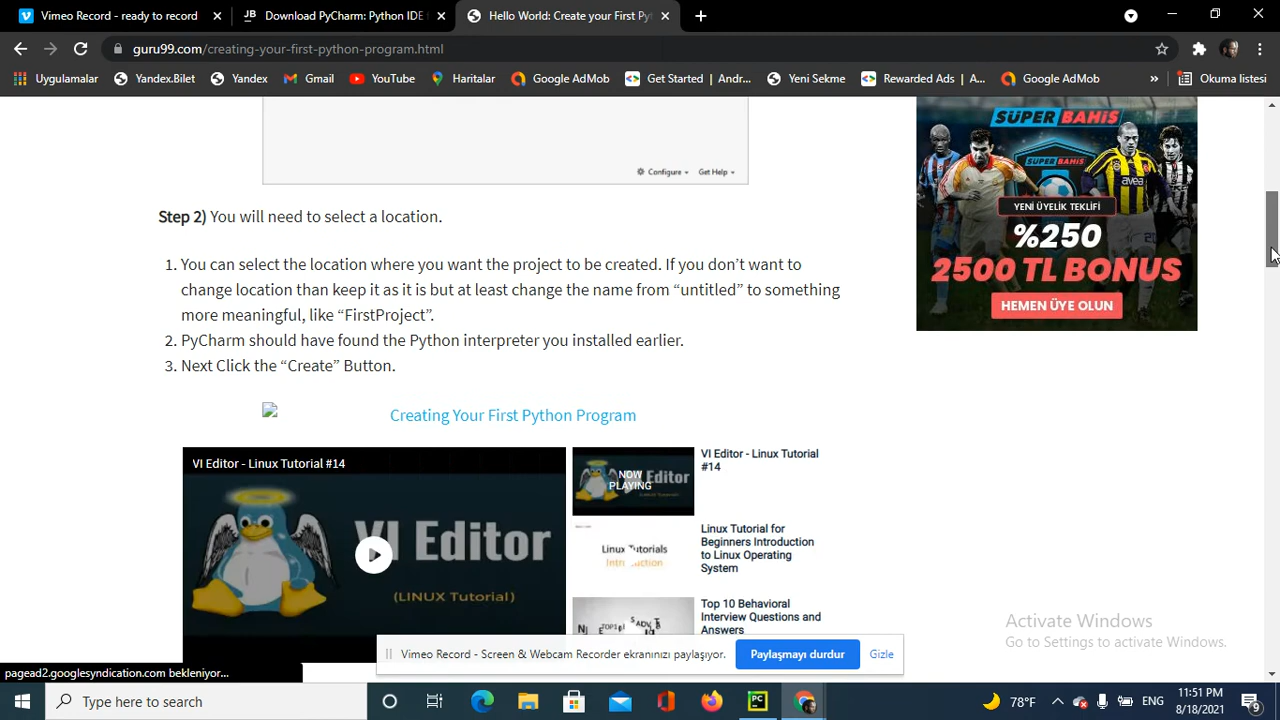 Vimeo Record - ready to record
Download PyCharm: Python IDE
Hello World: Create your First Py
guru99.com/creating-your-first-python-program.html
Uygulamalar
Yandex.Bilet
Yandex
Gmail
YouTube
Haritalar
Google AdMob
Get Started | Andr...
Yeni Sekme
Rewarded Ads | A...
Google AdMob
»
Okuma listesi
Configure
Get Help
SÜPER BAHİS
SÜPER
BAHİS
avea
YENİ ÜYELİK TEKLİFİ
%250
2500 TL BONUS
HEMEN ÜYE OLUN
Step 2) You will need to select a location.
1. You can select the location where you want the project to be created. If you don’t want to
change location than keep it as it is but at least change the name from “untitled” to something
more meaningful, like “FirstProject”.
2. PyCharm should have found the Python interpreter you installed earlier.
3. Next Click the “Create” Button.
Creating Your First Python Program
VI Editor - Linux Tutorial #14
VI Editor
(LINUX Tutorial)
NOW
PLAYING
VI Editor - Linux Tutorial
#14
Linux Tutorials
Introduction
Linux Tutorial for
Beginners Introduction
to Linux Operating
System
Top 10 Behavioral
Interview Questions and
Answers
Activate Windows
Go to Settings to activate Windows.
Vimeo Record - Screen & Webcam Recorder ekranınızı paylaşıyor.
Paylaşmayı durdur
Gizle
pagead2.googlesyndication.com bekleniyor...
Type here to search
PC
78°F
ENG
11:51 PM
8/18/2021
9